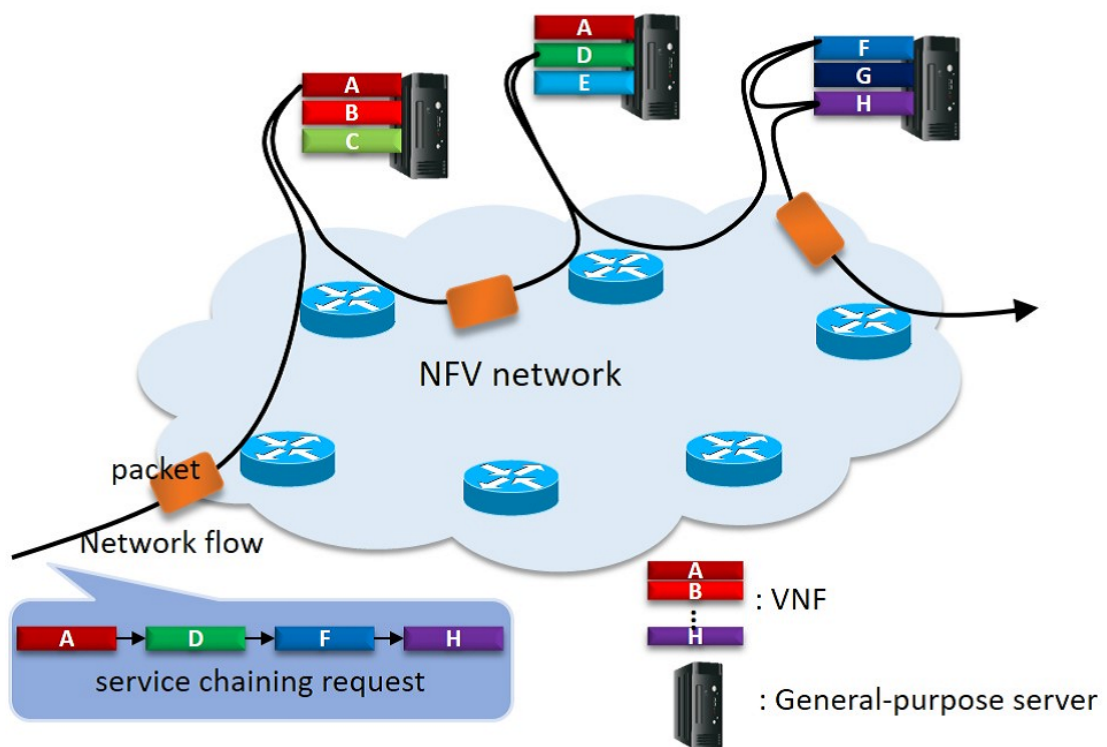 A
B
C
A
D
E
F
G
H
NFV network
packet
Network flow
A D F H
service chaining request
A
B
H
: VNF
: General-purpose server